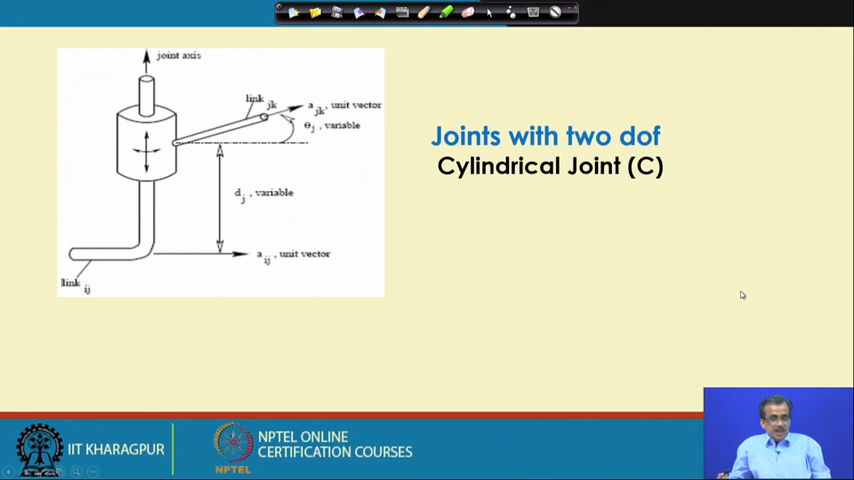 joint axis
link jk
a jk, unit vector
θj , variable
Joints with two dof
Cylindrical Joint (C)
dj , variable
a ij , unit vector
link ij
IIT KHARAGPUR
NPTEL
NPTEL ONLINE
CERTIFICATION COURSES